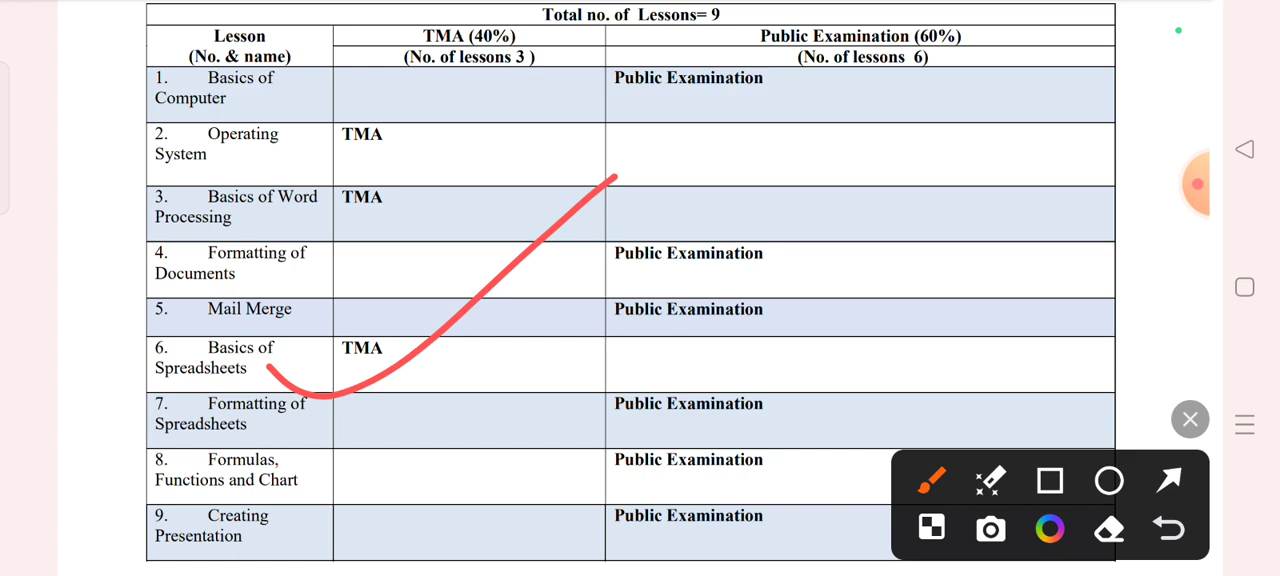 Total no. of Lessons= 9
Lesson
(No. & name)
TMA (40%)
(No. of lessons 3 )
Public Examination (60%)
(No. of lessons 6)
1. Basics of
Computer
Public Examination
2. Operating
System
TMA
3. Basics of Word
Processing
TMA
4. Formatting of
Documents
Public Examination
5. Mail Merge
Public Examination
6. Basics of
Spreadsheets
TMA
7. Formatting of
Spreadsheets
Public Examination
8. Formulas,
Functions and Chart
Public Examination
9. Creating
Presentation
Public Examination